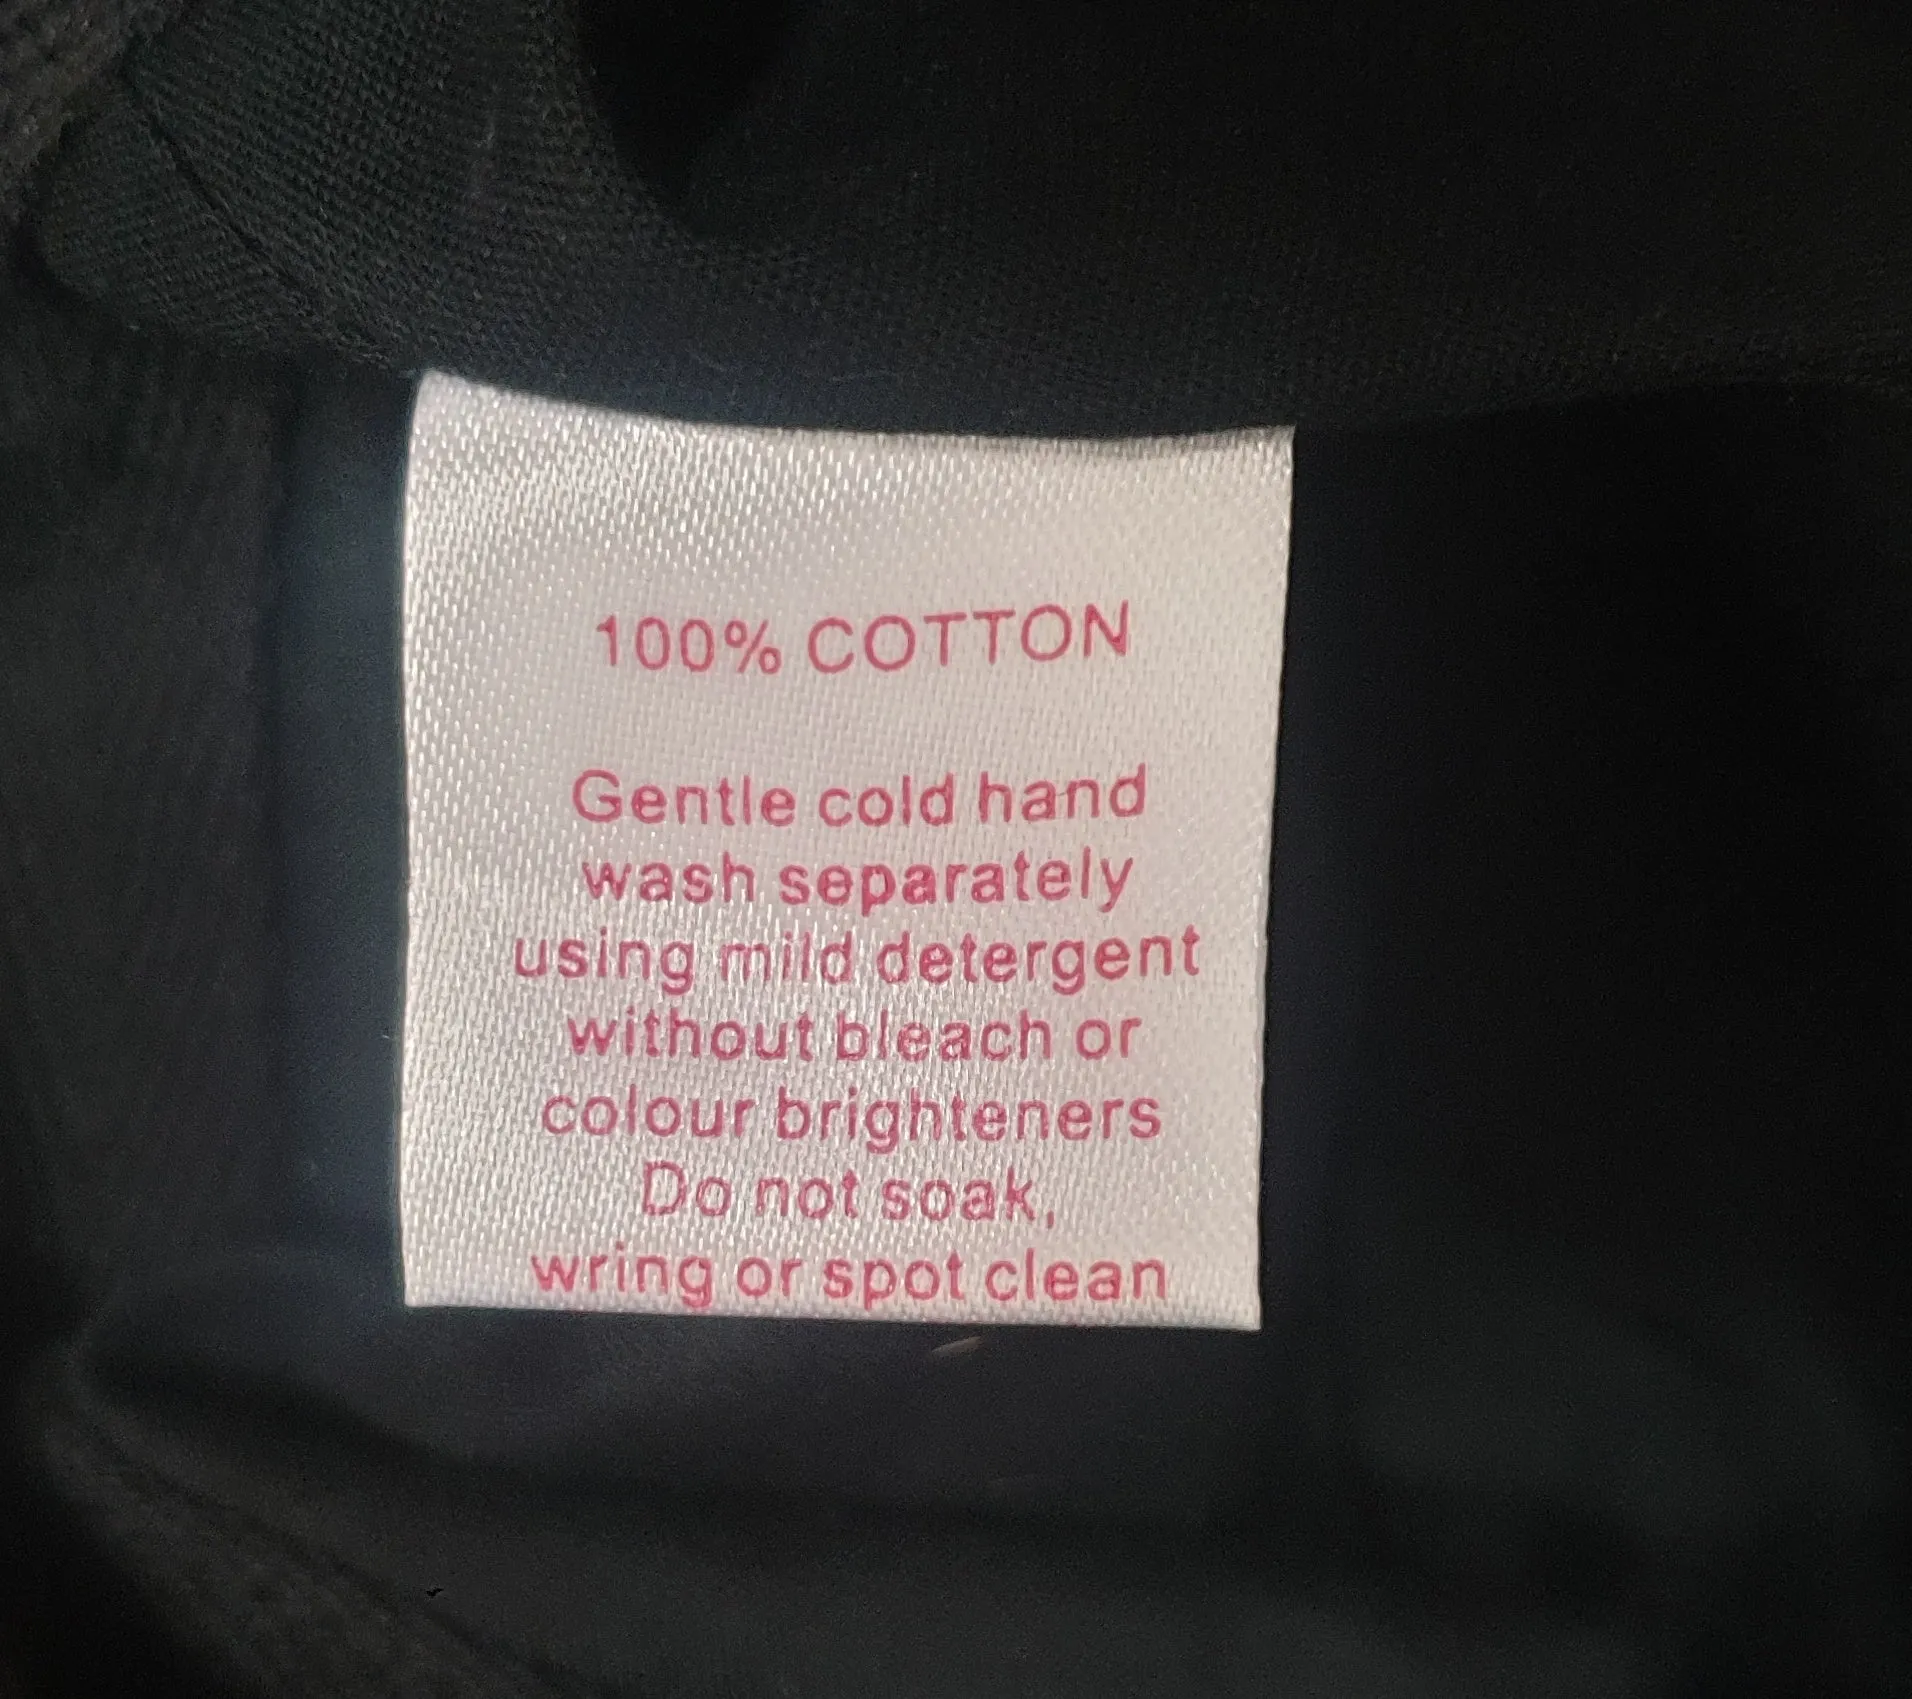 100% COTTON
Gentle cold hand
wash separately
using mild detergent
without bleach or
colour brighteners
Do not soak,
wring or spot clean